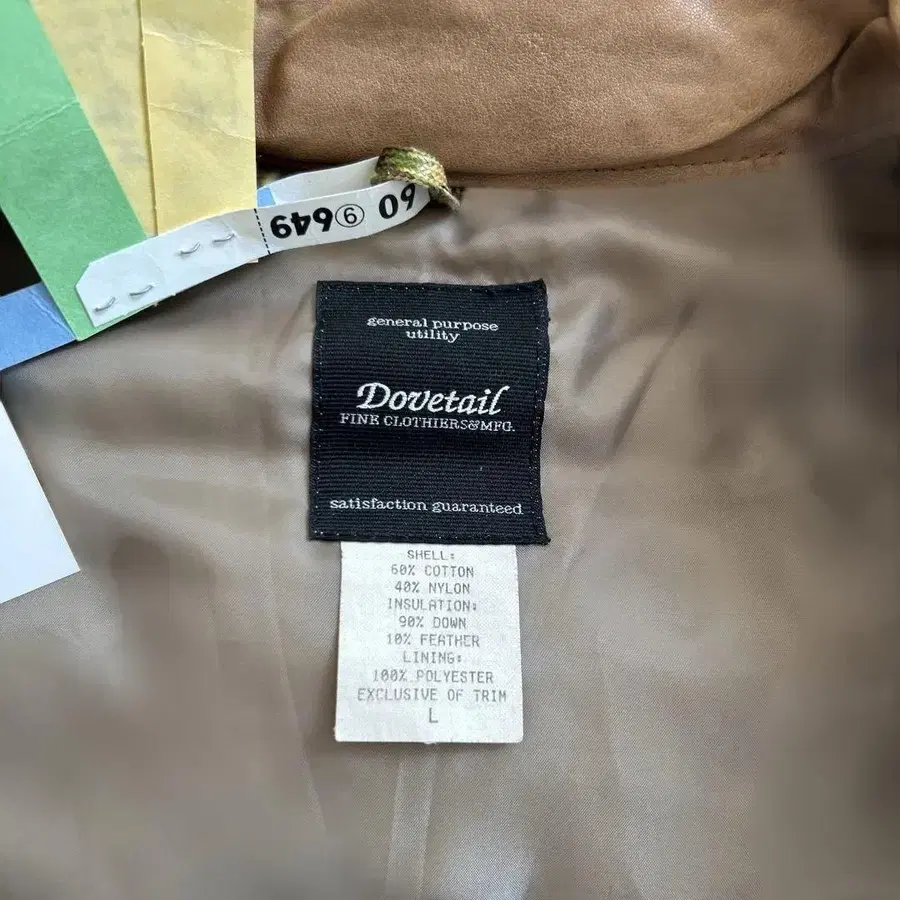 60 ⑨649
general purpose
utility
Dovetail
FINE CLOTHIERS&MFG.
satisfaction guaranteed
SHELL:
60% COTTON
40% NYLON
INSULATION:
90% DOWN
10% FEATHER
LINING:
100% POLYESTER
EXCLUSIVE OF TRIM
L